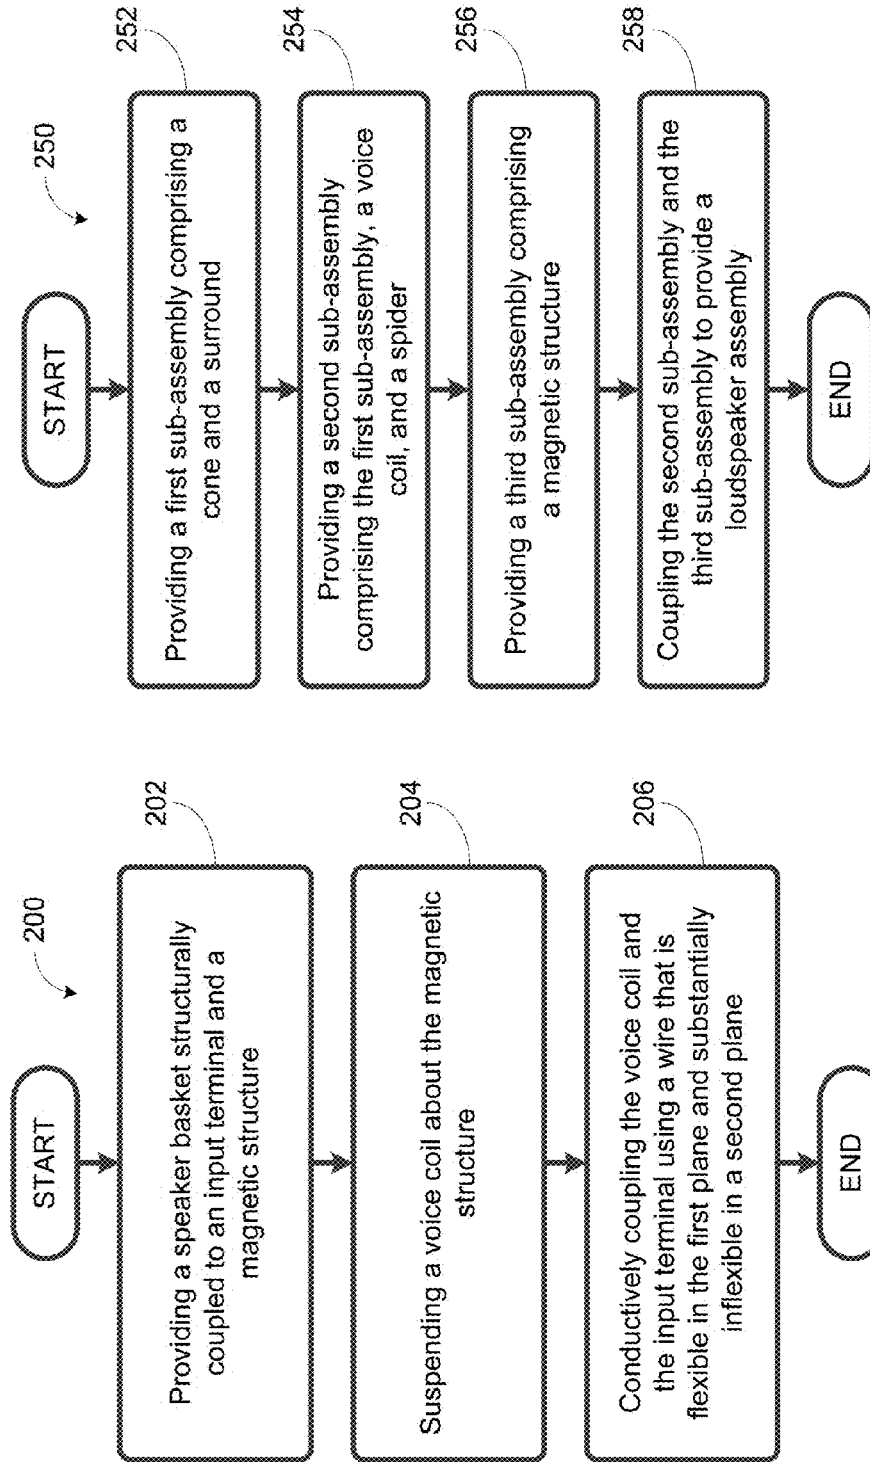 200
START
Providing a speaker basket structurally
coupled to an input terminal and a
magnetic structure
202
Suspending a voice coil about the magnetic
structure
204
Conductively coupling the voice coil and
the input terminal using a wire that is
flexible in the first plane and substantially
inflexible in a second plane
206
END
250
START
Providing a first sub-assembly comprising a
cone and a surround
252
Providing a second sub-assembly
comprising the first sub-assembly, a voice
coil, and a spider
254
Providing a third sub-assembly comprising
a magnetic structure
256
Coupling the second sub-assembly and the
third sub-assembly to provide a
loudspeaker assembly
258
END